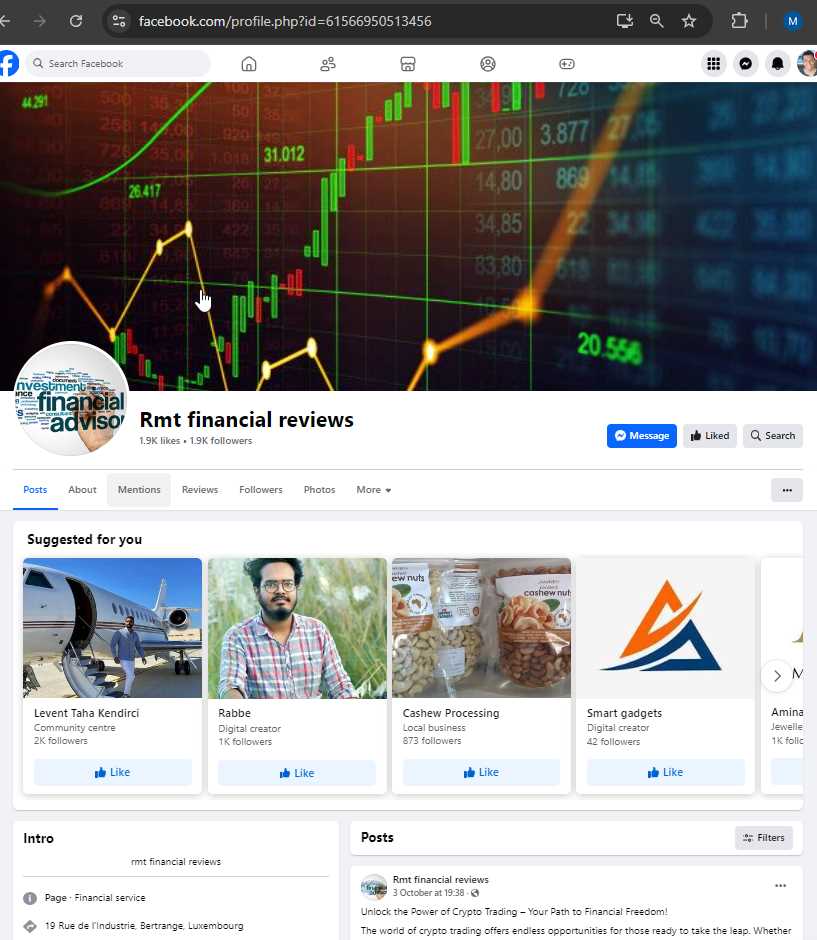 facebook.com/profile.php?id=61566950513456
M
Search Facebook
44.291
31.012
26.417
3.877
27,00
14,80
869
34,85
83,80
20.556
investment
financial
advisor
Rmt financial reviews
1.9K likes • 1.9K followers
Message
Liked
Search
Posts
About
Mentions
Reviews
Followers
Photos
More
Suggested for you
cashew nuts
Levent Taha Kendirci
Community centre
2K followers
Like
Rabbe
Digital creator
1K followers
Like
Cashew Processing
Local business
873 followers
Like
Smart gadgets
Digital creator
42 followers
Like
M
Amina
Jewelle
1K follo
Intro
rmt financial reviews
Page · Financial service
19 Rue de l'Industrie, Bertrange, Luxembourg
Posts
Filters
Rmt financial reviews
3 October at 19:38 ·
Unlock the Power of Crypto Trading – Your Path to Financial Freedom!
The world of crypto trading offers endless opportunities for those ready to take the leap. Whether